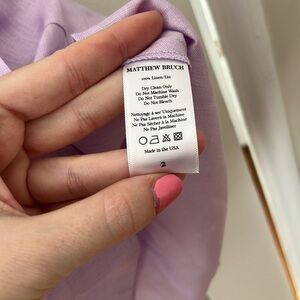 MATTHEW BRUCH
100% Linen/Lin
Dry Clean Only
Do Not Machine Wash
Do Not Tumble Dry
Do Not Bleach
Nettoyage à sec Uniquement
Ne Pas Laver à la Machine
Ne Pas Sécher à la Machine
Ne Pas Javelliser
Made in the USA
2